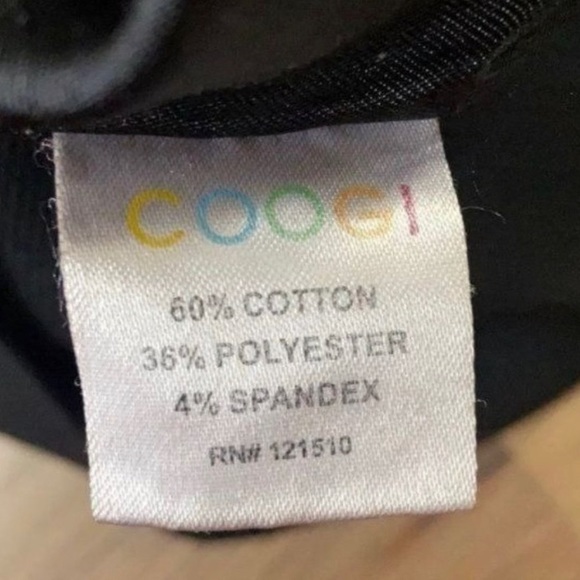 COOGI
60% COTTON
36% POLYESTER
4% SPANDEX
RN# 121510